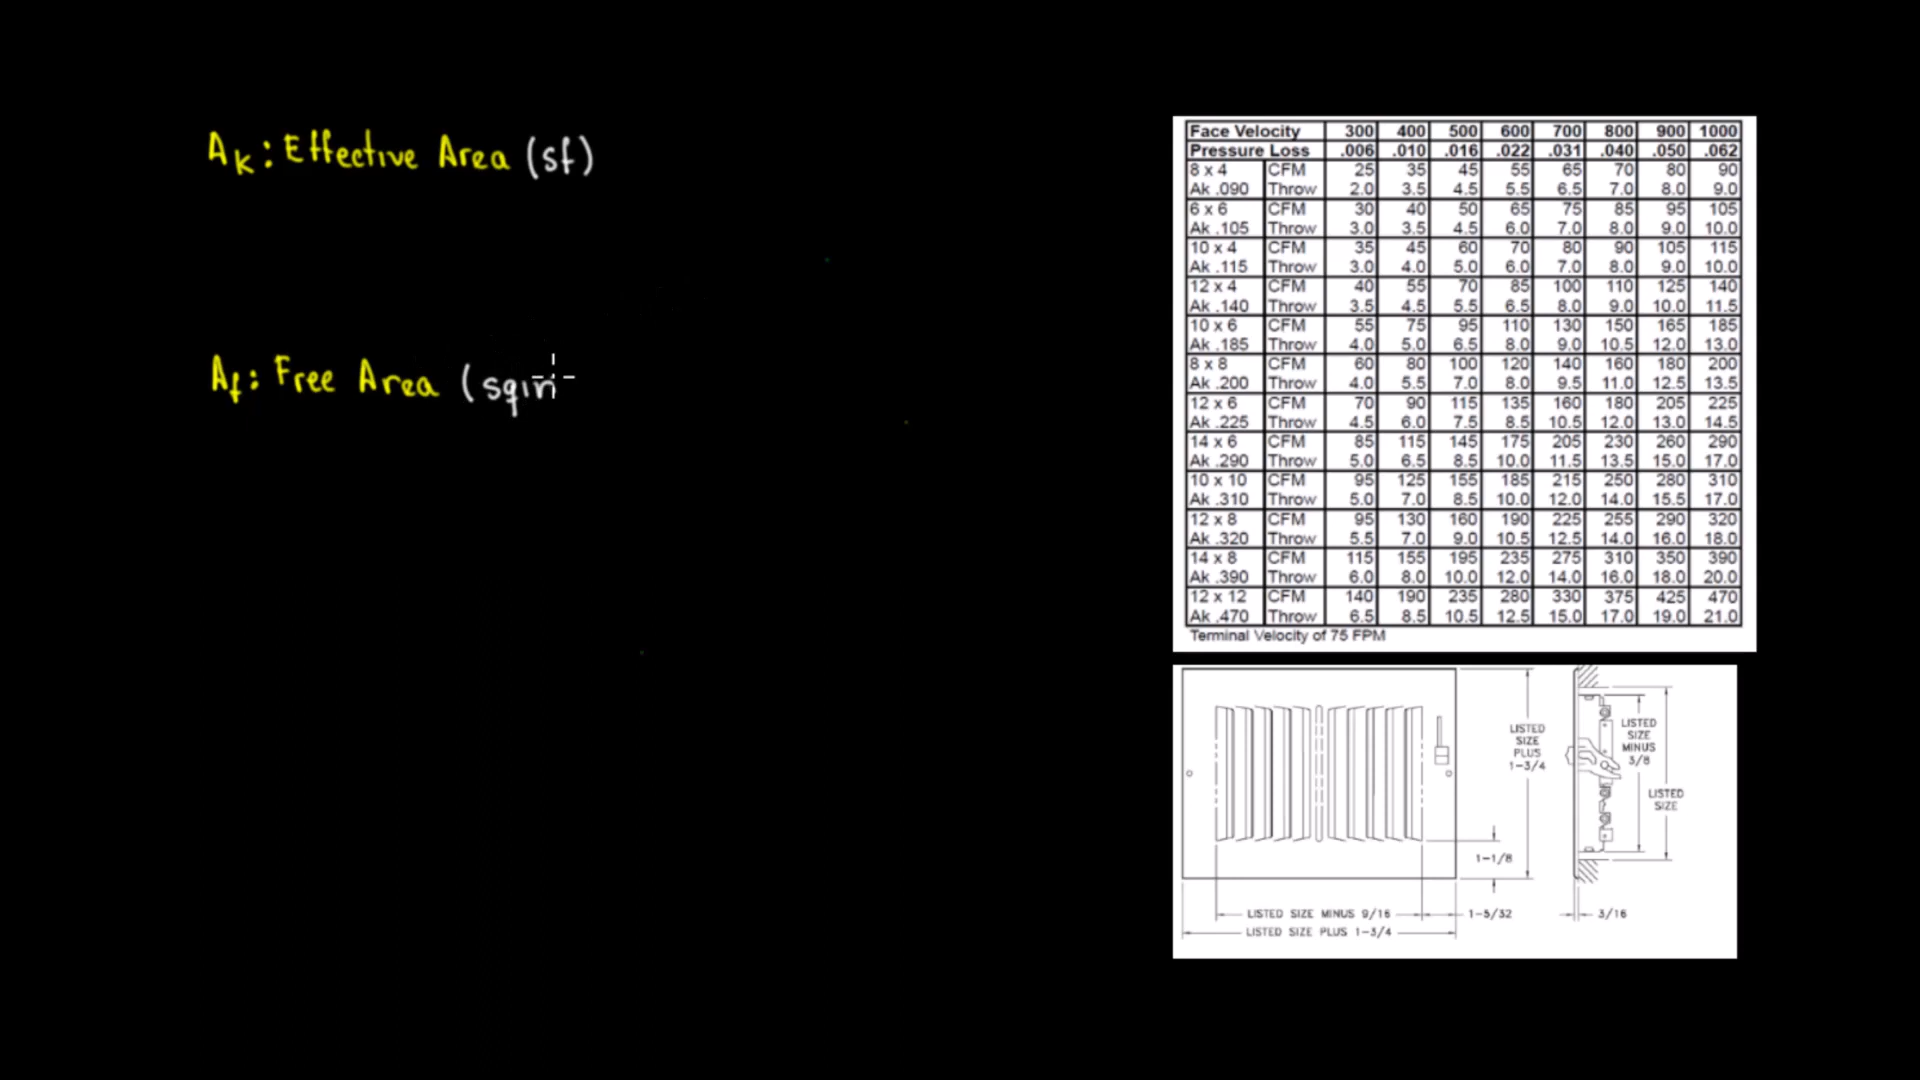 Ak: Effective Area (sf)
Af: Free Area (sqin
Face Velocity 300 400 500 600 700 800 900 1000
Pressure Loss .006 .010 .016 .022 .031 .040 .050 .062
8 x 4 CFM 25 35 45 55 65 70 80 90
Ak .090 Throw 2.0 3.5 4.5 5.5 6.5 7.0 8.0 9.0
6 x 6 CFM 30 40 50 65 75 85 95 105
Ak .105 Throw 3.0 3.5 4.5 6.0 7.0 8.0 9.0 10.0
10 x 4 CFM 35 45 60 70 80 90 105 115
Ak .115 Throw 3.0 4.0 5.0 6.0 7.0 8.0 9.0 10.0
12 x 4 CFM 40 55 70 85 100 110 125 140
Ak .140 Throw 3.5 4.5 5.5 6.5 8.0 9.0 10.0 11.5
10 x 6 CFM 55 75 95 110 130 150 165 185
Ak .185 Throw 4.0 5.0 6.5 8.0 9.0 10.5 12.0 13.0
8 x 8 CFM 60 80 100 120 140 160 180 200
Ak .200 Throw 4.0 5.5 7.0 8.0 9.5 11.0 12.5 13.5
12 x 6 CFM 70 90 115 135 160 180 205 225
Ak .225 Throw 4.5 6.0 7.5 8.5 10.5 12.0 13.0 14.5
14 x 6 CFM 85 115 145 175 205 230 260 290
Ak .290 Throw 5.0 6.5 8.5 10.0 11.5 13.5 15.0 17.0
10 x 10 CFM 95 125 155 185 215 250 280 310
Ak .310 Throw 5.0 7.0 8.5 10.0 12.0 14.0 15.5 17.0
12 x 8 CFM 95 130 160 190 225 255 290 320
Ak .320 Throw 5.5 7.0 9.0 10.5 12.5 14.0 16.0 18.0
14 x 8 CFM 115 155 195 235 275 310 350 390
Ak .390 Throw 6.0 8.0 10.0 12.0 14.0 16.0 18.0 20.0
12 x 12 CFM 140 190 235 280 330 375 425 470
Ak .470 Throw 6.5 8.5 10.5 12.5 15.0 17.0 19.0 21.0
Terminal Velocity of 75 FPM
LISTED
SIZE
PLUS
1-3/4
LISTED
SIZE
MINUS
3/8
LISTED
SIZE
1-1/8
LISTED SIZE MINUS 9/16
1-5/32
3/16
LISTED SIZE PLUS 1-3/4